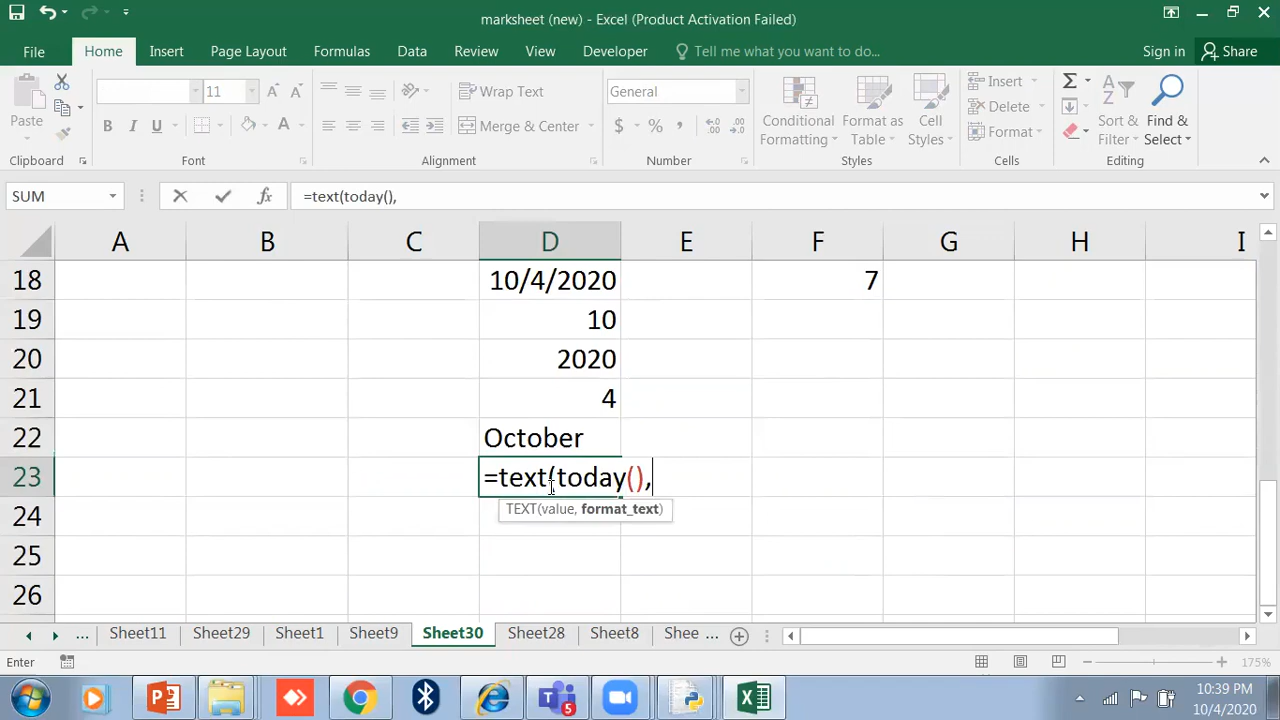 marksheet (new) - Excel (Product Activation Failed)
File Home Insert Page Layout Formulas Data Review View Developer Tell me what you want to do... Sign in Share
Paste
11
B I U A
Wrap Text
Merge & Center
General
$ % ,
Conditional Formatting
Format as Table
Cell Styles
Insert
Delete
Format
Sort & Filter
Find & Select
Clipboard Font Alignment Number Styles Cells Editing
SUM fx =text(today(),
A B C D E F G H I
18 10/4/2020 7
19 10
20 2020
21 4
22 October
23 =text(today(),
TEXT(value, format_text)
24
25
26
... Sheet11 Sheet29 Sheet1 Sheet9 Sheet30 Sheet28 Sheet8 Shee ...
Enter 175%
5
10:39 PM
10/4/2020